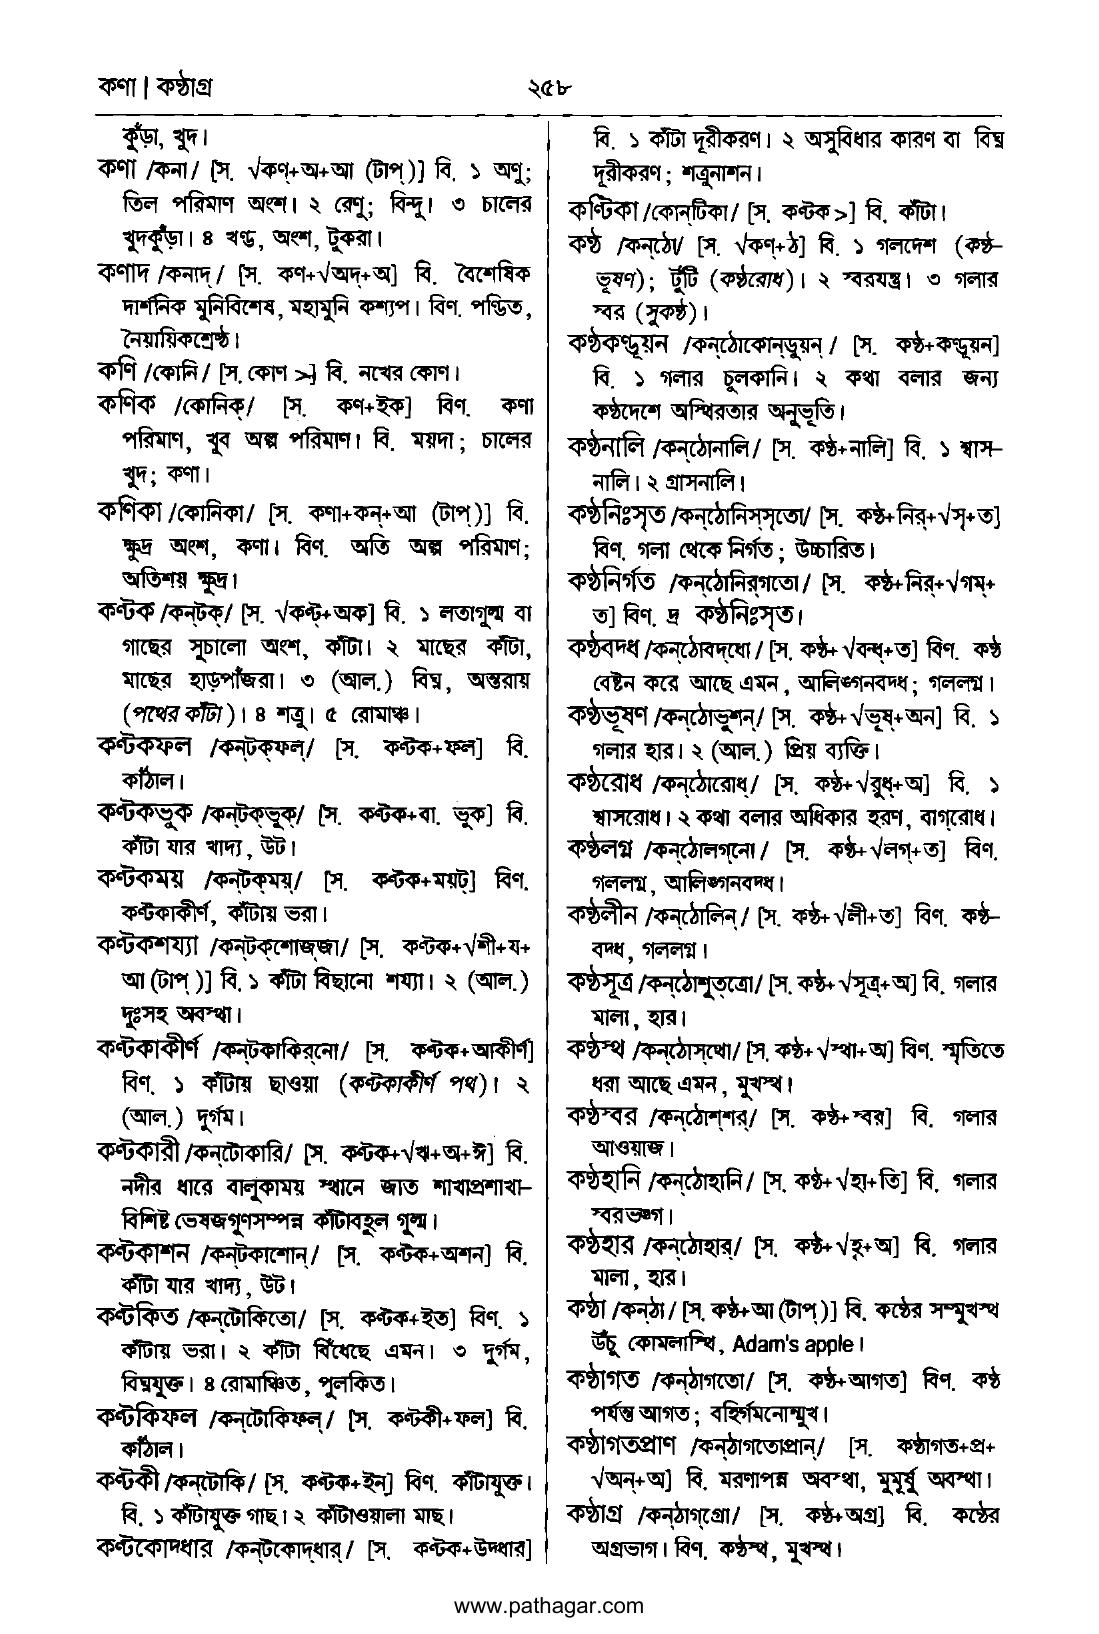 কণা | কণ্ঠাগ্র
২৫৮
কুঁড়া, খুদ।
কণা /কনা/ [স. √কণ্+অ+আ (টাপ্)] বি. ১ অণু;
তিল পরিমাণ অংশ। ২ রেণু; বিন্দু। ৩ চালের
খুদকুঁড়া। ৪ খণ্ড, অংশ, টুকরা।
কণাদ /কনাদ্/ [স. কণ+√অদ্+অ] বি. বৈশেষিক
দার্শনিক মুনিবিশেষ, মহামুনি কশ্যপ। বিণ. পণ্ডিত,
নৈয়ায়িকশ্রেষ্ঠ।
কণি /কোনি/ [স. কোণ >] বি. নখের কোণ।
কণিক /কোনিক্/ [স. কণ+ইক] বিণ. কণা
পরিমাণ, খুব অল্প পরিমাণ। বি. ময়দা; চালের
খুদ; কণা।
কণিকা /কোনিকা/ [স. কণা+কন্+আ (টাপ্)] বি.
ক্ষুদ্র অংশ, কণা। বিণ. অতি অল্প পরিমাণ;
অতিশয় ক্ষুদ্র।
কণ্টক /কন্‌টক্/ [স. √কণ্ট্+অক] বি. ১ লতাগুল্ম বা
গাছের সূচালো অংশ, কাঁটা। ২ মাছের কাঁটা,
মাছের হাড়পাঁজরা। ৩ (আল.) বিঘ্ন, অন্তরায়
(পথের কাঁটা)। ৪ শত্রু। ৫ রোমাঞ্চ।
কণ্টকফল /কন্‌টক্‌ফল্/ [স. কণ্টক+ফল] বি.
কাঁঠাল।
কণ্টকভুক /কন্‌টক্‌ভুক্/ [স. কণ্টক+বা. ভুক] বি.
কাঁটা যার খাদ্য, উট।
কণ্টকময় /কন্‌টক্‌ময়্/ [স. কণ্টক+ময়ট্] বিণ.
কণ্টকাকীর্ণ, কাঁটায় ভরা।
কণ্টকশয্যা /কন্‌টক্‌শোজ্‌জা/ [স. কণ্টক+√শী+য+
আ (টাপ্)] বি. ১ কাঁটা বিছানো শয্যা। ২ (আল.)
দুঃসহ অবস্থা।
কণ্টকাকীর্ণ /কন্‌টকাকির্‌নো/ [স. কণ্টক+আকীর্ণ]
বিণ. ১ কাঁটায় ছাওয়া (কণ্টকাকীর্ণ পথ)। ২
(আল.) দুর্গম।
কণ্টকারী /কন্‌টোকারি/ [স. কণ্টক+√ঋ+অ+ঈ] বি.
নদীর ধারে বালুকাময় স্থানে জাত শাখাপ্রশাখা-
বিশিষ্ট ভেষজগুণসম্পন্ন কাঁটাবহুল গুল্ম।
কণ্টকাশন /কন্‌টকাশোন্/ [স. কণ্টক+অশন] বি.
কাঁটা যার খাদ্য, উট।
কণ্টকিত /কন্‌টোকিতো/ [স. কণ্টক+ইত] বিণ. ১
কাঁটায় ভরা। ২ কাঁটা বিঁধেছে এমন। ৩ দুর্গম,
বিঘ্নযুক্ত। ৪ রোমাঞ্চিত, পুলকিত।
কণ্টকিফল /কন্‌টোকিফল্/ [স. কণ্টকী+ফল] বি.
কাঁঠাল।
কণ্টকী /কন্‌টোকি/ [স. কণ্টক+ইন্] বিণ. কাঁটাযুক্ত।
বি. ১ কাঁটাযুক্ত গাছ। ২ কাঁটাওয়ালা মাছ।
কণ্টকোদ্ধার /কন্‌টকোদ্‌ধার্/ [স. কণ্টক+উদ্ধার]
বি. ১ কাঁটা দূরীকরণ। ২ অসুবিধার কারণ বা বিঘ্ন
দূরীকরণ; শত্রুনাশন।
কণ্টিকা /কোন্‌টিকা/ [স. কণ্টক >] বি. কাঁটা।
কণ্ঠ /কন্‌ঠো/ [স. √কণ্+ঠ] বি. ১ গলদেশ (কণ্ঠ-
ভূষণ); টুঁটি (কণ্ঠরোধ)। ২ স্বরযন্ত্র। ৩ গলার
স্বর (সুকণ্ঠ)।
কণ্ঠকণ্ডূয়ন /কন্‌ঠোকোন্‌ডুয়ন্/ [স. কণ্ঠ+কণ্ডূয়ন]
বি. ১ গলার চুলকানি। ২ কথা বলার জন্য
কণ্ঠদেশে অস্থিরতার অনুভূতি।
কণ্ঠনালি /কন্‌ঠোনালি/ [স. কণ্ঠ+নালি] বি. ১ শ্বাস-
নালি। ২ গ্রাসনালি।
কণ্ঠনিঃসৃত /কন্‌ঠোনিস্‌সৃতো/ [স. কণ্ঠ+নির্+√সৃ+ত]
বিণ. গলা থেকে নির্গত; উচ্চারিত।
কণ্ঠনির্গত /কন্‌ঠোনির্‌গতো/ [স. কণ্ঠ+নির্+√গম্+
ত] বিণ. দ্র কণ্ঠনিঃসৃত।
কণ্ঠবদ্ধ /কন্‌ঠোবদ্‌ধো/ [স. কণ্ঠ+√বন্ধ্+ত] বিণ. কণ্ঠ
বেষ্টন করে আছে এমন, আলিঙ্গনবদ্ধ; গললগ্ন।
কণ্ঠভূষণ /কন্‌ঠোভুশন্/ [স. কণ্ঠ+√ভূষ্+অন] বি. ১
গলার হার। ২ (আল.) প্রিয় ব্যক্তি।
কণ্ঠরোধ /কন্‌ঠোরোধ্/ [স. কণ্ঠ+√রুধ্+অ] বি. ১
শ্বাসরোধ। ২ কথা বলার অধিকার হরণ, বাগ্‌রোধ।
কণ্ঠলগ্ন /কন্‌ঠোলগ্‌নো/ [স. কণ্ঠ+√লগ্+ত] বিণ.
গললগ্ন, আলিঙ্গনবদ্ধ।
কণ্ঠলীন /কন্‌ঠোলিন্/ [স. কণ্ঠ+√লী+ত] বিণ. কণ্ঠ-
বদ্ধ, গললগ্ন।
কণ্ঠসূত্র /কন্‌ঠোশুত্‌ত্রো/ [স. কণ্ঠ+√সূত্র্+অ] বি. গলার
মালা, হার।
কণ্ঠস্থ /কন্‌ঠোস্‌থো/ [স. কণ্ঠ+√স্থা+অ] বিণ. স্মৃতিতে
ধরা আছে এমন, মুখস্থ।
কণ্ঠস্বর /কন্‌ঠোশ্‌শর্/ [স. কণ্ঠ+স্বর] বি. গলার
আওয়াজ।
কণ্ঠহানি /কন্‌ঠোহানি/ [স. কণ্ঠ+√হা+তি] বি. গলার
স্বরভঙ্গ।
কণ্ঠহার /কন্‌ঠোহার্/ [স. কণ্ঠ+√হৃ+অ] বি. গলার
মালা, হার।
কণ্ঠা /কন্‌ঠা/ [স. কণ্ঠ+আ (টাপ্)] বি. কণ্ঠের সম্মুখস্থ
উঁচু কোমলাস্থি, Adam's apple।
কণ্ঠাগত /কন্‌ঠাগতো/ [স. কণ্ঠ+আগত] বিণ. কণ্ঠ
পর্যন্ত আগত; বহির্গমনোন্মুখ।
কণ্ঠাগতপ্রাণ /কন্‌ঠাগতোপ্রান্/ [স. কণ্ঠাগত+প্র+
√অন্+অ] বি. মরণাপন্ন অবস্থা, মুমূর্ষু অবস্থা।
কণ্ঠাগ্র /কন্‌ঠাগ্‌গ্রো/ [স. কণ্ঠ+অগ্র] বি. কণ্ঠের
অগ্রভাগ। বিণ. কণ্ঠস্থ, মুখস্থ।
www.pathagar.com